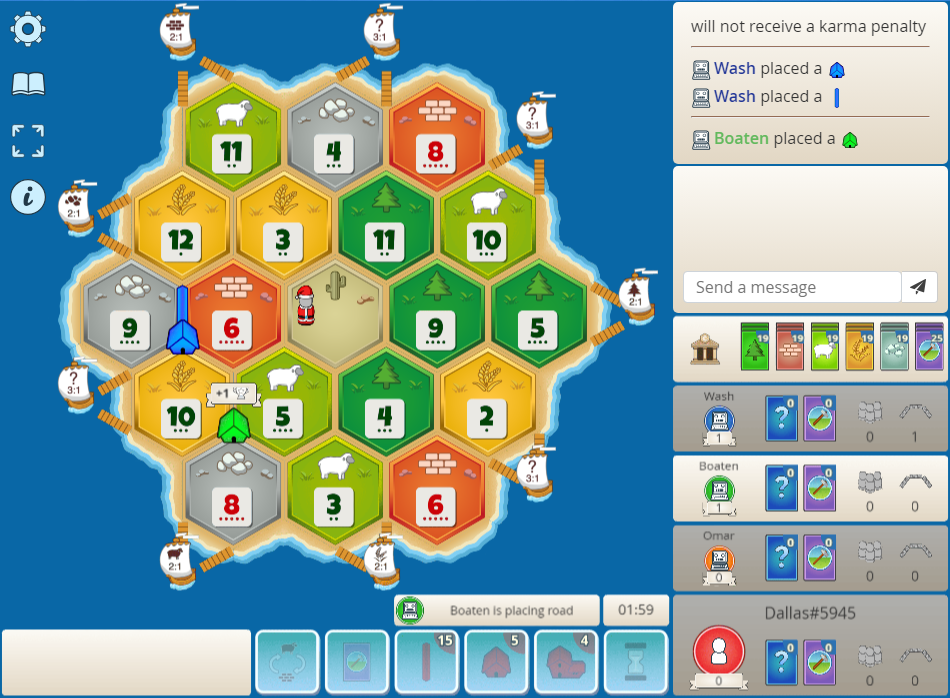 will not receive a karma penalty
Wash placed a
Wash placed a
Boaten placed a
Send a message
19 19 19 19 19 25
2:1
?
3:1
11 4 8
?
3:1
2:1
12 3 11 10
2:1
9 6 9 5
?
3:1
10 +1 5 4 2
8 3 6
?
3:1
2:1
2:1
Wash
1
? 0 0 0 1
Boaten
1
? 0 0 0 0
Omar
0
? 0 0 0 0
Dallas#5945
0
? 0 0 0 0
Boaten is placing road 01:59
15 5 4
i